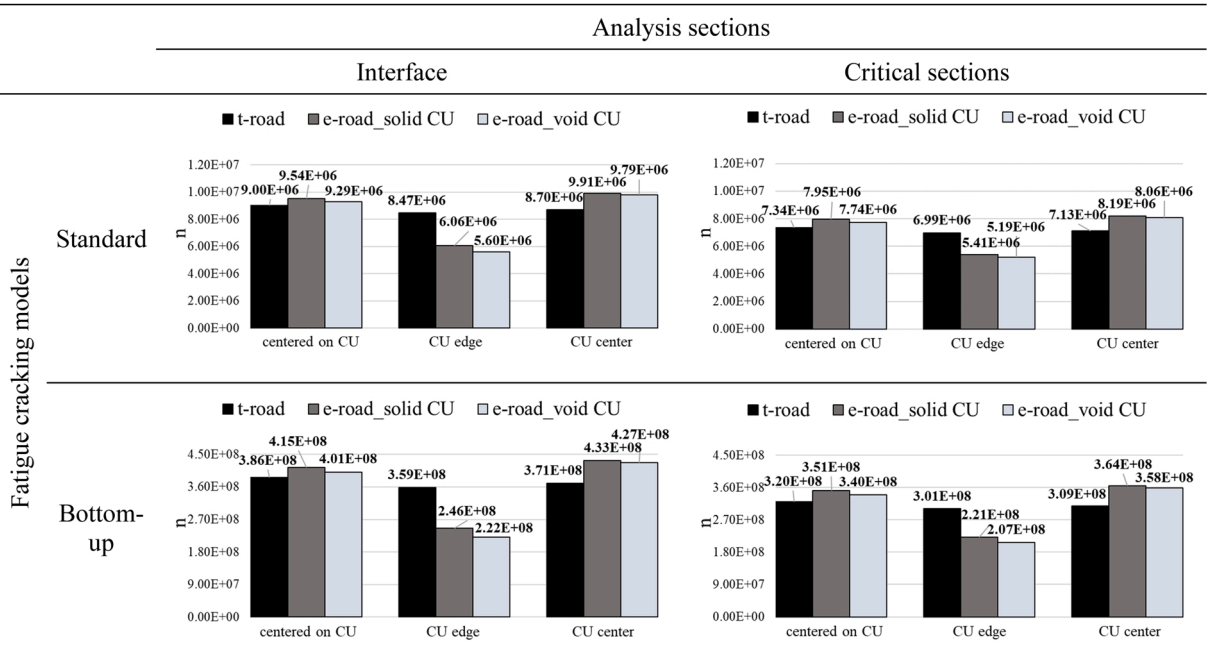 Analysis sections
Interface
Critical sections
Fatigue cracking models
Standard
t-road e-road_solid CU e-road_void CU
1.20E+07
1.00E+07
8.00E+06
6.00E+06
4.00E+06
2.00E+06
0.00E+00
n
9.00E+06 9.54E+06 9.29E+06
8.47E+06 6.06E+06 5.60E+06
8.70E+06 9.91E+06 9.79E+06
centered on CU CU edge CU center
t-road e-road_solid CU e-road_void CU
1.20E+07
1.00E+07
8.00E+06
6.00E+06
4.00E+06
2.00E+06
0.00E+00
n
7.34E+06 7.95E+06 7.74E+06
6.99E+06 5.41E+06 5.19E+06
7.13E+06 8.19E+06 8.06E+06
centered on CU CU edge CU center
Bottom-
up
t-road e-road_solid CU e-road_void CU
4.50E+08
3.60E+08
2.70E+08
1.80E+08
9.00E+07
0.00E+00
n
3.86E+08 4.15E+08 4.01E+08
3.59E+08 2.46E+08 2.22E+08
3.71E+08 4.33E+08 4.27E+08
centered on CU CU edge CU center
t-road e-road_solid CU e-road_void CU
4.50E+08
3.60E+08
2.70E+08
1.80E+08
9.00E+07
0.00E+00
n
3.20E+08 3.51E+08 3.40E+08
3.01E+08 2.21E+08 2.07E+08
3.09E+08 3.64E+08 3.58E+08
centered on CU CU edge CU center